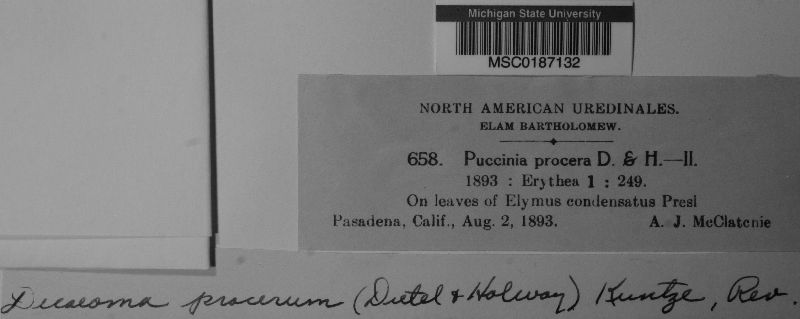 Michigan State University
MSC0187132
NORTH AMERICAN UREDINALES.
ELAM BARTHOLOMEW.
658. Puccinia procera D. & H.—II.
1893 : Erythea 1 : 249.
On leaves of Elymus condensatus Presl
Pasadena, Calif., Aug. 2, 1893. A. J. McClatcnie
Dicaeoma procerum (Dietel & Holway) Kuntze, Rev.